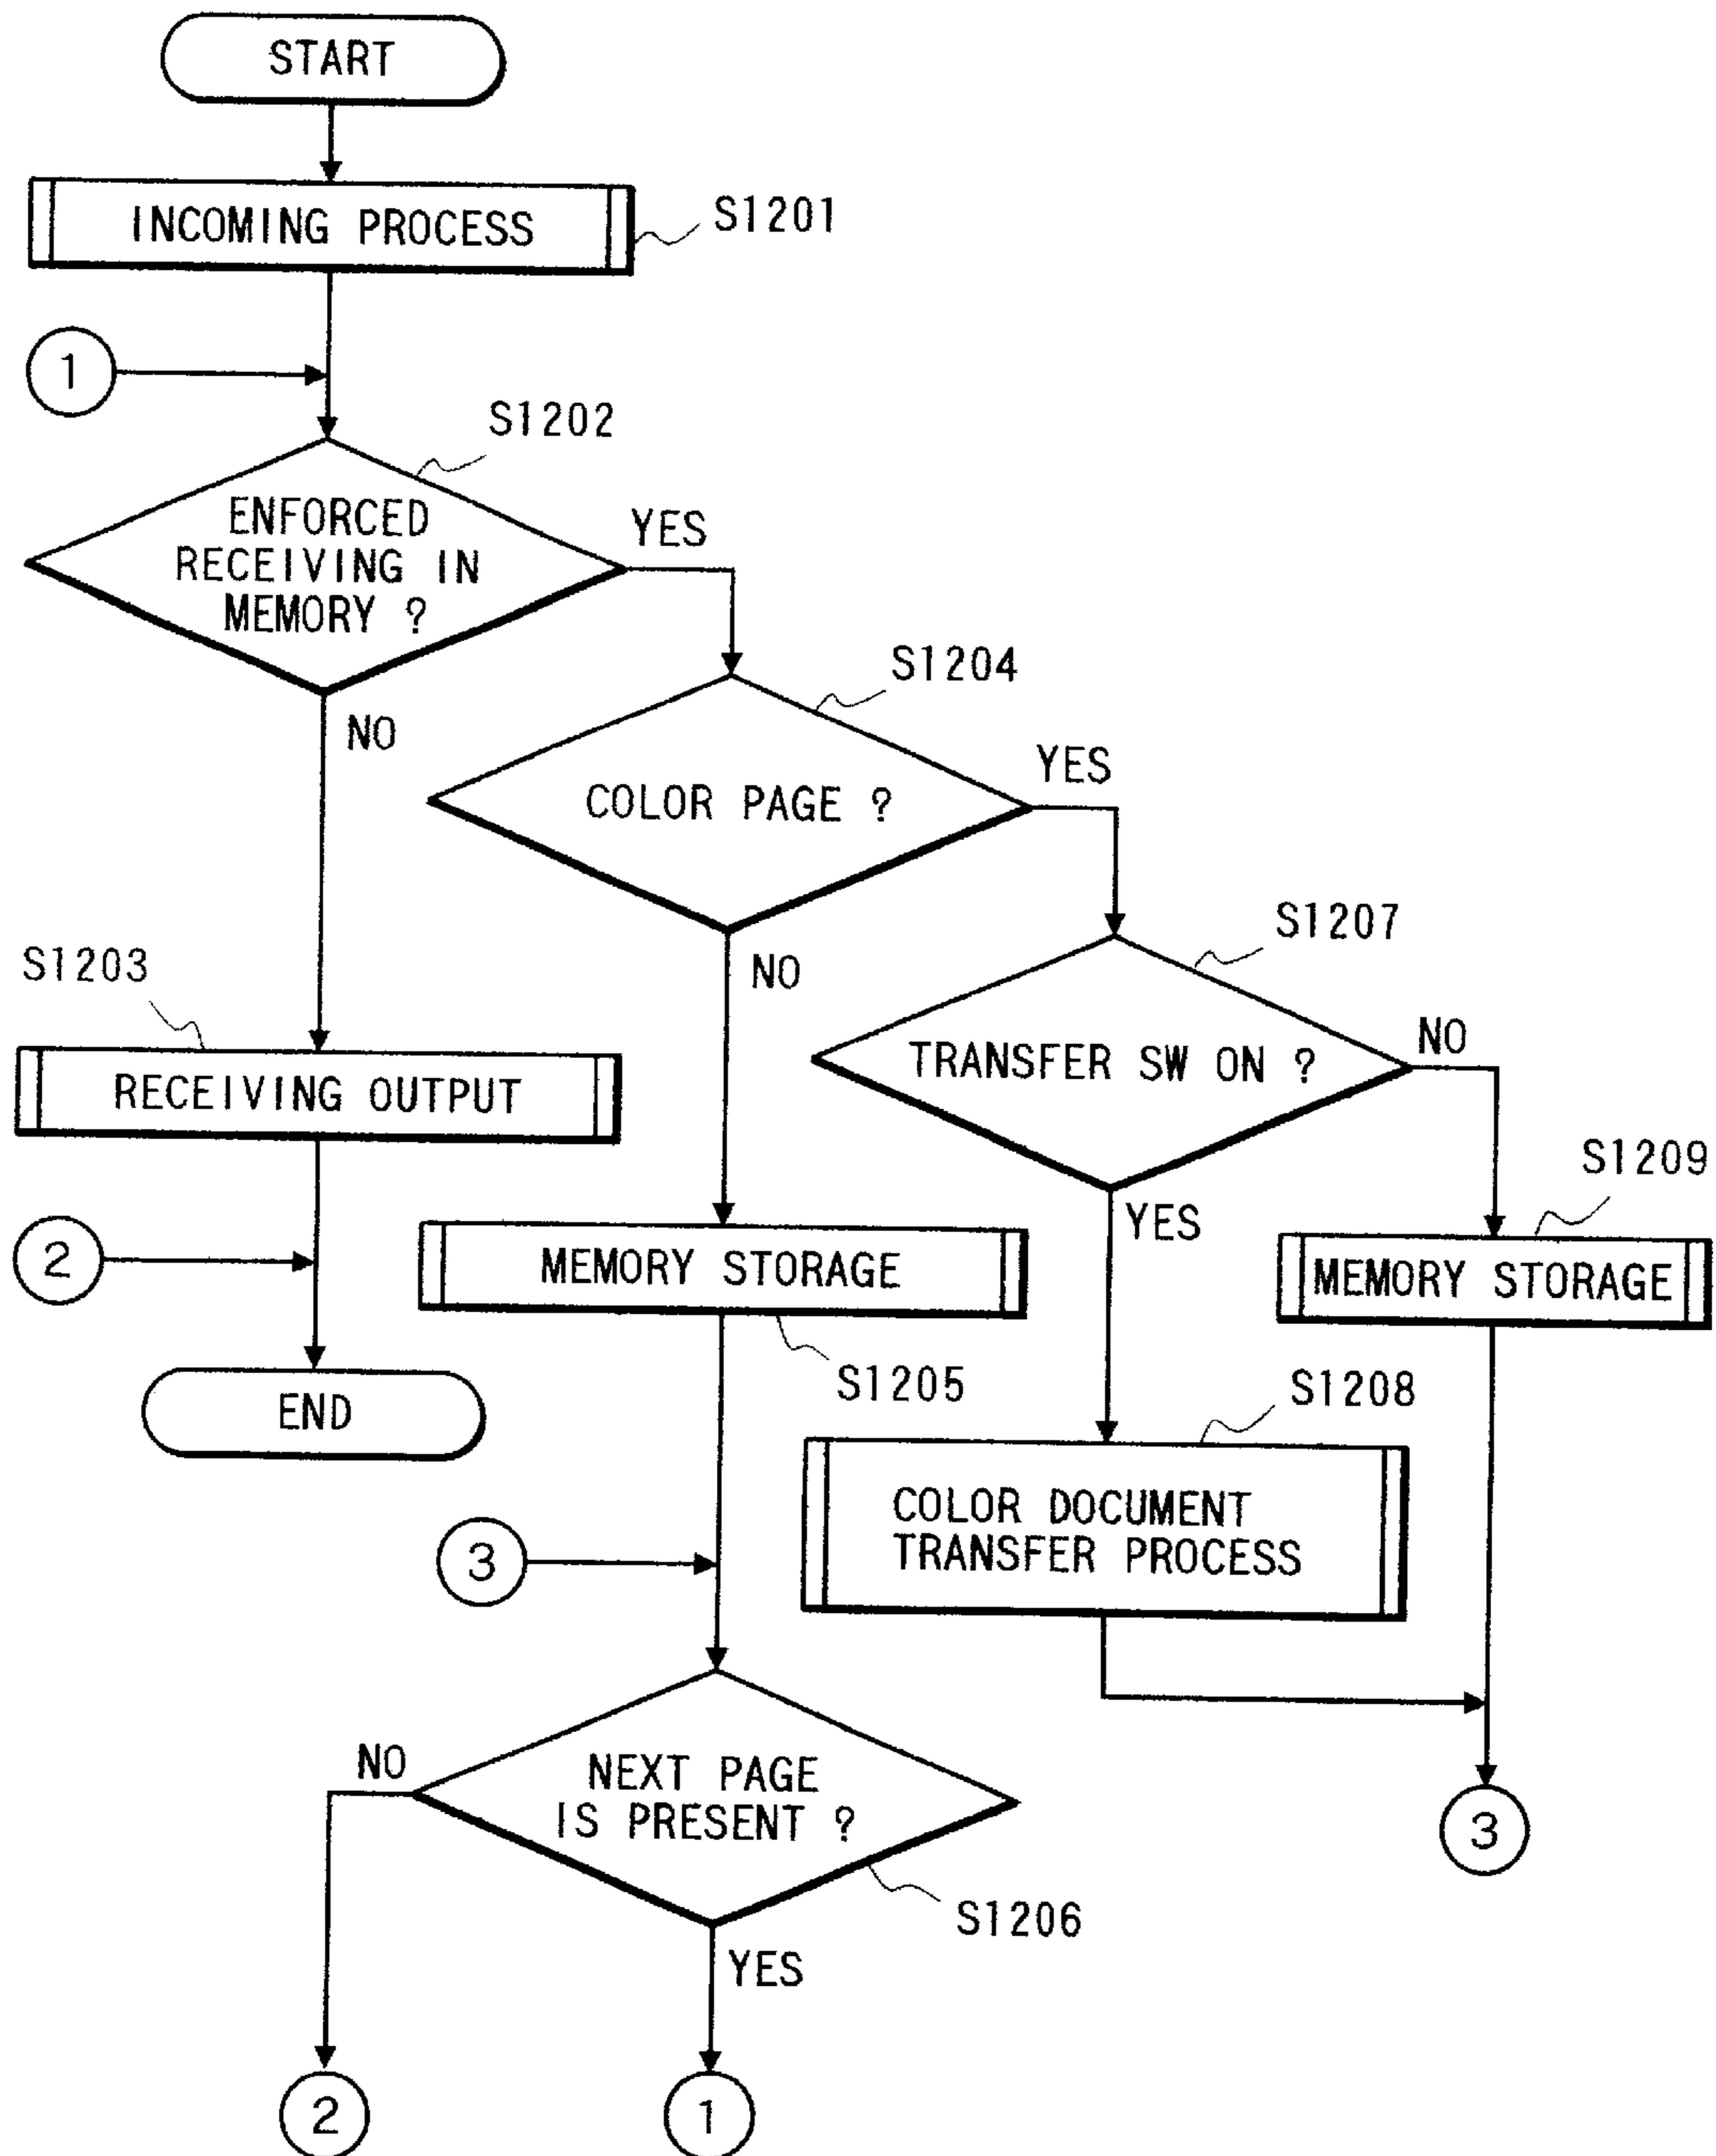 START
INCOMING PROCESS
S1201
1
S1202
ENFORCED
RECEIVING IN
MEMORY ?
YES
NO
S1204
COLOR PAGE ?
YES
NO
S1203
RECEIVING OUTPUT
S1207
TRANSFER SW ON ?
NO
YES
2
END
MEMORY STORAGE
S1205
S1209
MEMORY STORAGE
S1208
COLOR DOCUMENT
TRANSFER PROCESS
3
3
NEXT PAGE
IS PRESENT ?
S1206
NO
YES
2
1